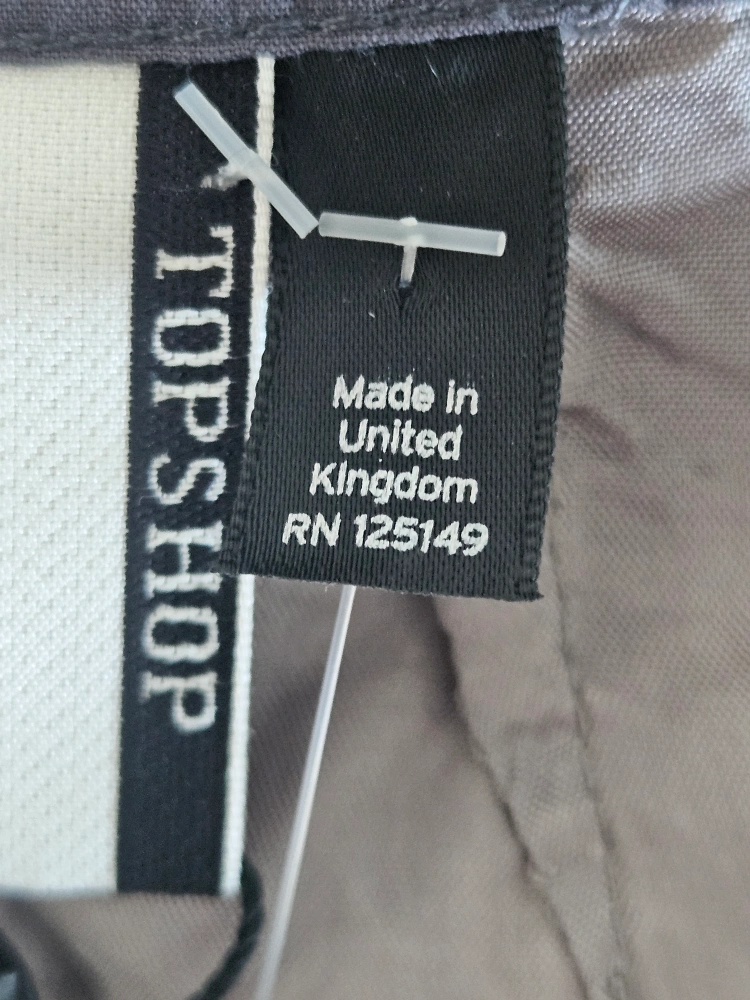 TOPSHOP
Made in
United
Kingdom
RN 125149